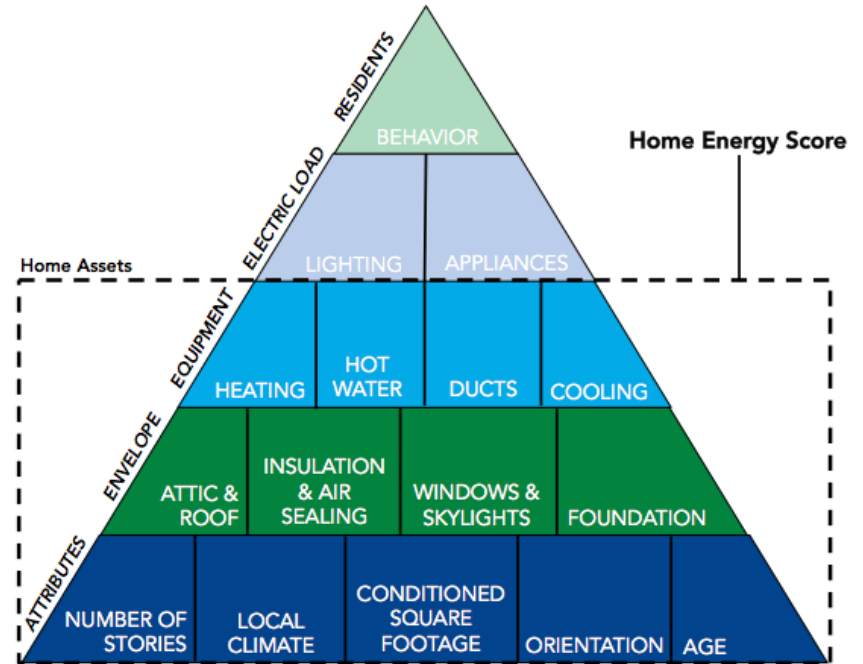 RESIDENTS
BEHAVIOR
Home Energy Score
ELECTRIC LOAD
LIGHTING
APPLIANCES
Home Assets
EQUIPMENT
HEATING
HOT
WATER
DUCTS
COOLING
ENVELOPE
ATTIC &
ROOF
INSULATION
& AIR
SEALING
WINDOWS &
SKYLIGHTS
FOUNDATION
ATTRIBUTES
NUMBER OF
STORIES
LOCAL
CLIMATE
CONDITIONED
SQUARE
FOOTAGE
ORIENTATION
AGE